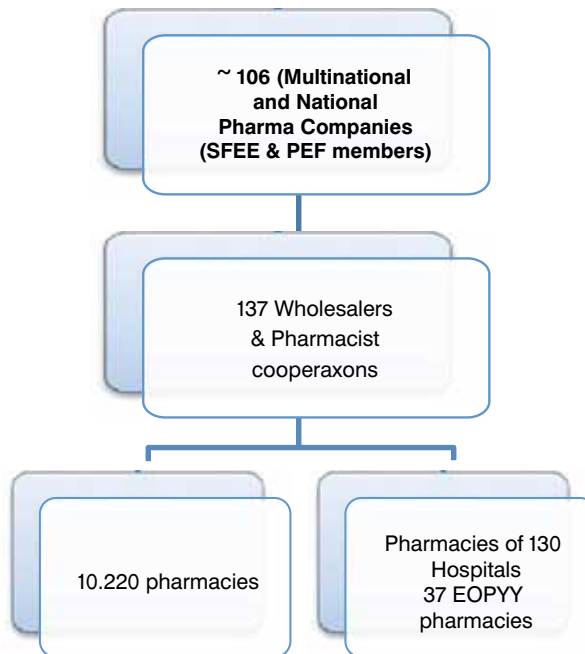 ~ 106 (Multinational
and National
Pharma Companies
(SFEE & PEF members)
137 Wholesalers
& Pharmacist
cooperaxons
10.220 pharmacies
Pharmacies of 130
Hospitals
37 EOPYY
pharmacies